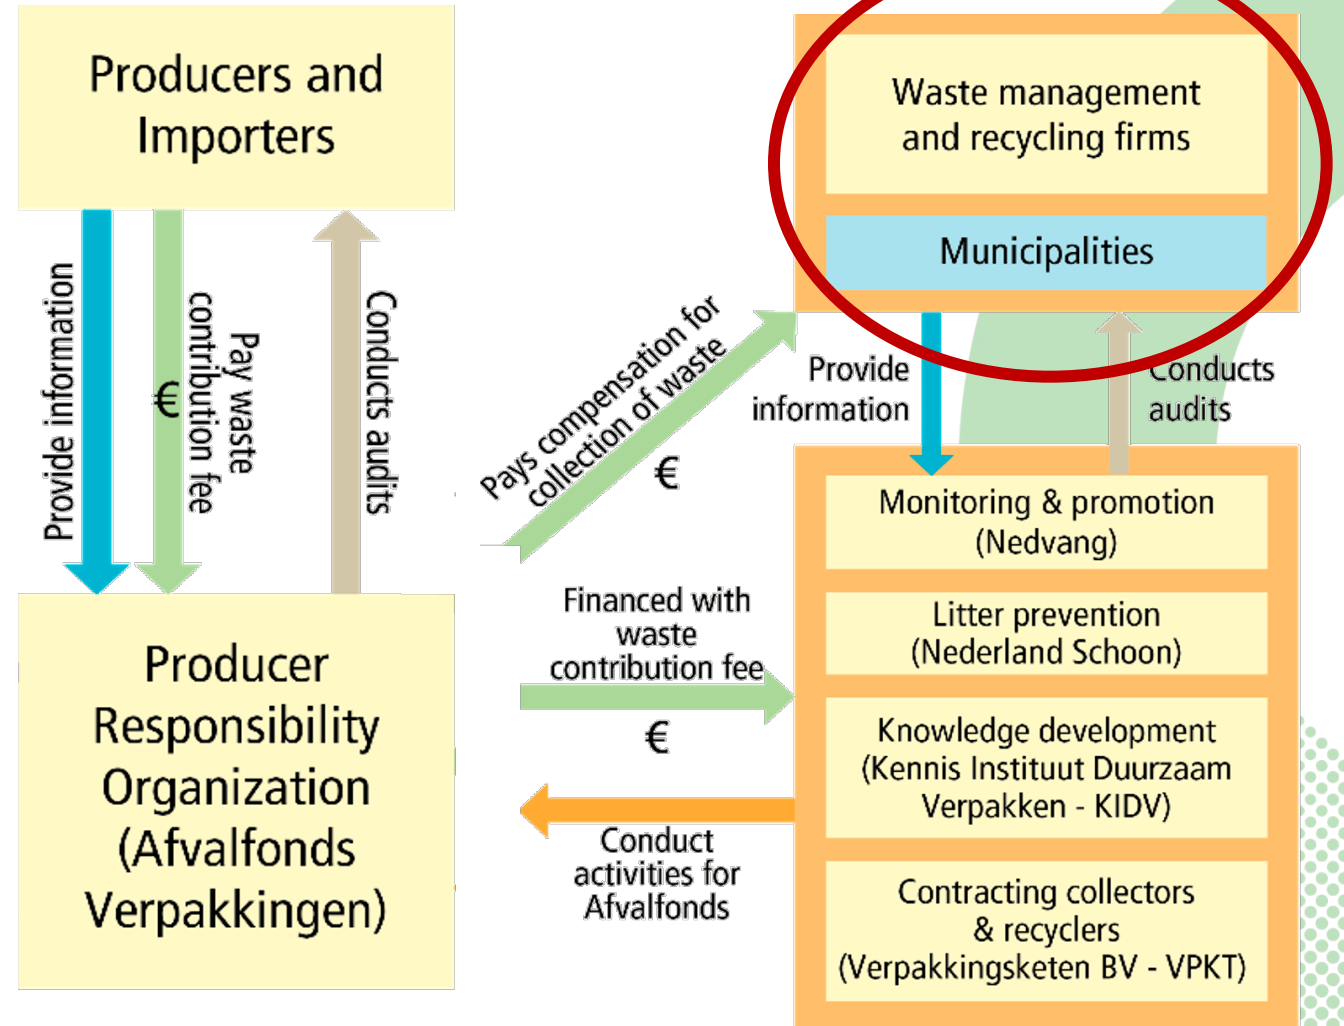 Producers and
Importers
Provide information
€
Pay waste
contribution fee
Conducts audits
Waste management
and recycling firms
Municipalities
Pays compensation for
collection of waste
€
Provide
information
Conducts
audits
Producer
Responsibility
Organization
(Afvalfonds
Verpakkingen)
Financed with
waste
contribution fee
€
Conduct
activities for
Afvalfonds
Monitoring & promotion
(Nedvang)
Litter prevention
(Nederland Schoon)
Knowledge development
(Kennis Instituut Duurzaam
Verpakken - KIDV)
Contracting collectors
& recyclers
(Verpakkingsketen BV - VPKT)